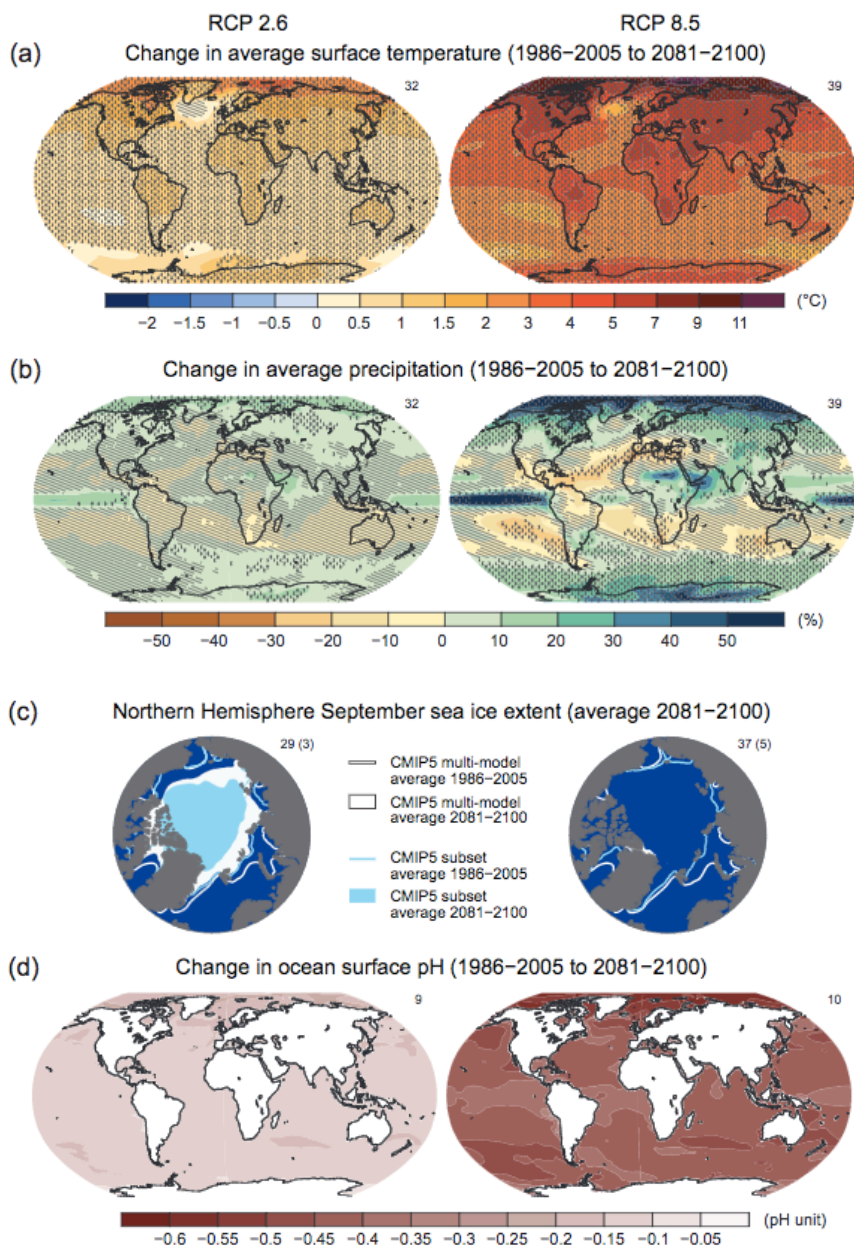 RCP 2.6 RCP 8.5
(a) Change in average surface temperature (1986−2005 to 2081−2100)
32 39
(°C)
−2 −1.5 −1 −0.5 0 0.5 1 1.5 2 3 4 5 7 9 11
(b) Change in average precipitation (1986−2005 to 2081−2100)
32 39
(%)
−50 −40 −30 −20 −10 0 10 20 30 40 50
(c) Northern Hemisphere September sea ice extent (average 2081−2100)
29 (3) 37 (5)
CMIP5 multi-model
average 1986−2005
CMIP5 multi-model
average 2081−2100
CMIP5 subset
average 1986−2005
CMIP5 subset
average 2081−2100
(d) Change in ocean surface pH (1986−2005 to 2081−2100)
9 10
(pH unit)
−0.6 −0.55 −0.5 −0.45 −0.4 −0.35 −0.3 −0.25 −0.2 −0.15 −0.1 −0.05